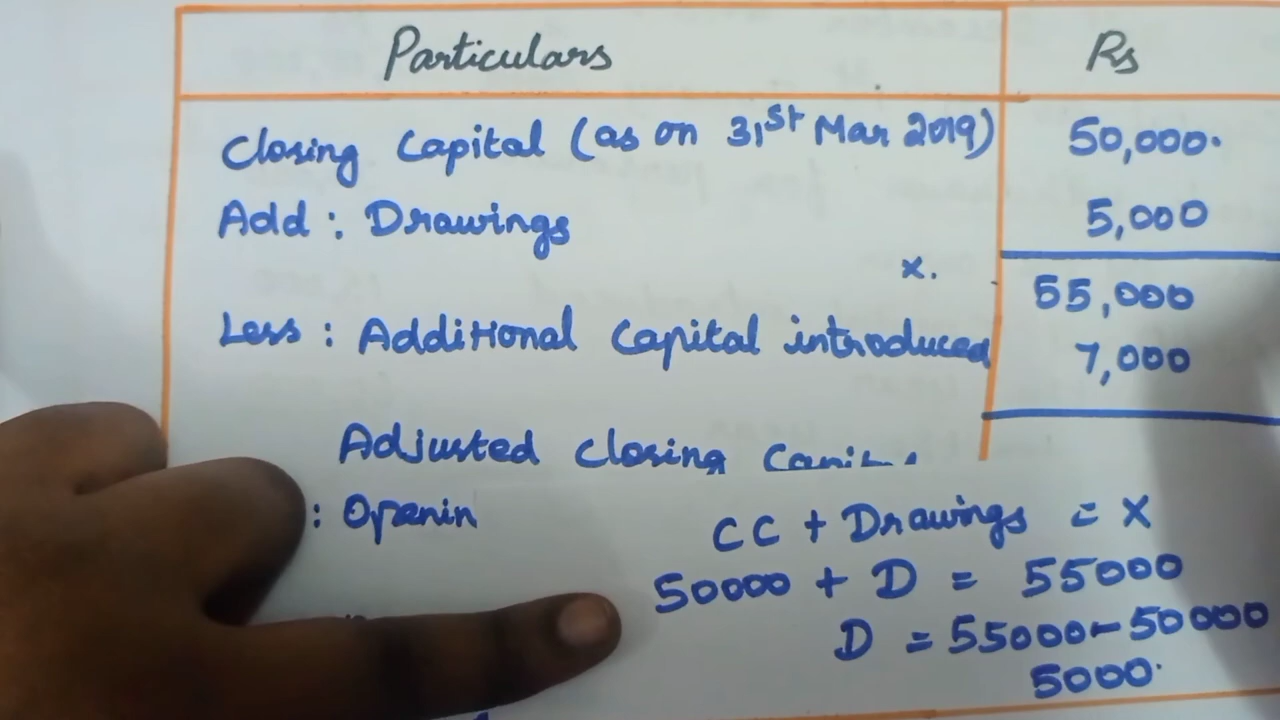 Particulars Rs
Closing Capital (as on 31st Mar 2019) 50,000.
Add : Drawings 5,000
x. 55,000
Less : Additional Capital introduced 7,000
Adjusted closing
: Openin
CC + Drawings = X
50000 + D = 55000
D = 55000 - 50000
5000.